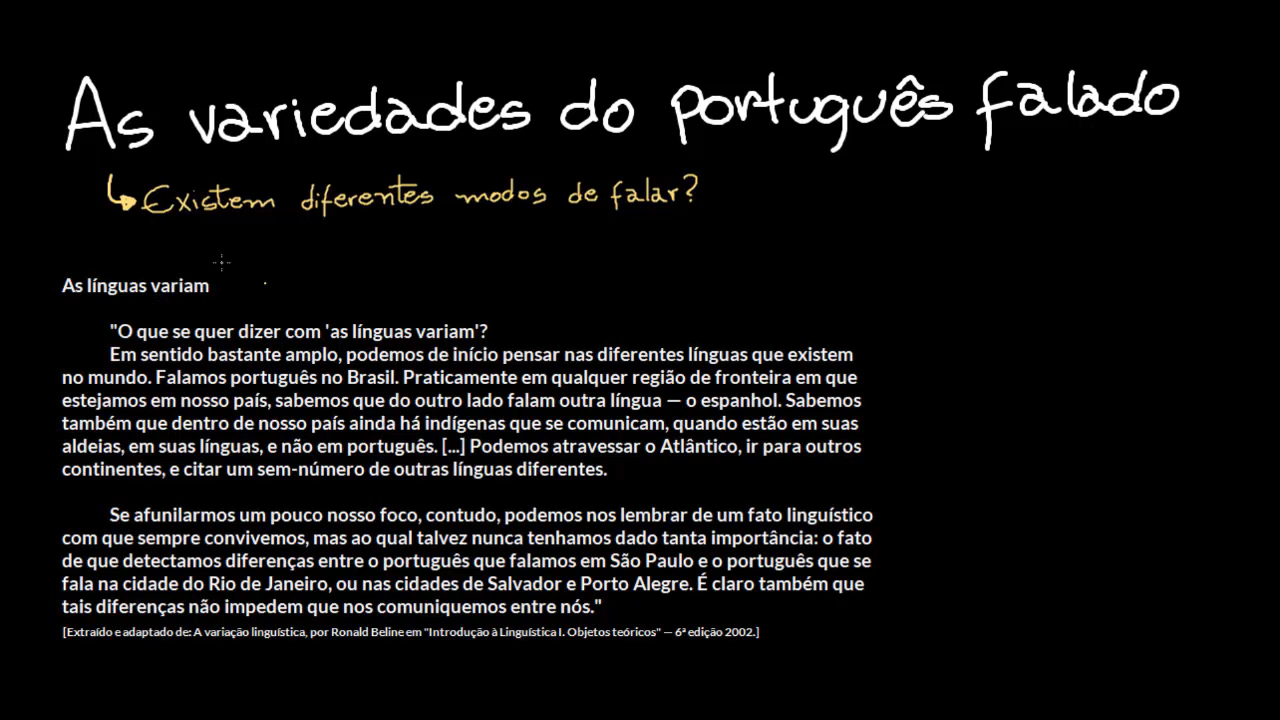 As variedades do português falado
Existem diferentes modos de falar?
As línguas variam
"O que se quer dizer com 'as línguas variam'?
Em sentido bastante amplo, podemos de início pensar nas diferentes línguas que existem
no mundo. Falamos português no Brasil. Praticamente em qualquer região de fronteira em que
estejamos em nosso país, sabemos que do outro lado falam outra língua — o espanhol. Sabemos
também que dentro de nosso país ainda há indígenas que se comunicam, quando estão em suas
aldeias, em suas línguas, e não em português. [...] Podemos atravessar o Atlântico, ir para outros
continentes, e citar um sem-número de outras línguas diferentes.
Se afunilarmos um pouco nosso foco, contudo, podemos nos lembrar de um fato linguístico
com que sempre convivemos, mas ao qual talvez nunca tenhamos dado tanta importância: o fato
de que detectamos diferenças entre o português que falamos em São Paulo e o português que se
fala na cidade do Rio de Janeiro, ou nas cidades de Salvador e Porto Alegre. É claro também que
tais diferenças não impedem que nos comuniquemos entre nós."
[Extraído e adaptado de: A variação linguística, por Ronald Beline em "Introdução à Linguística I. Objetos teóricos" — 6ª edição 2002.]